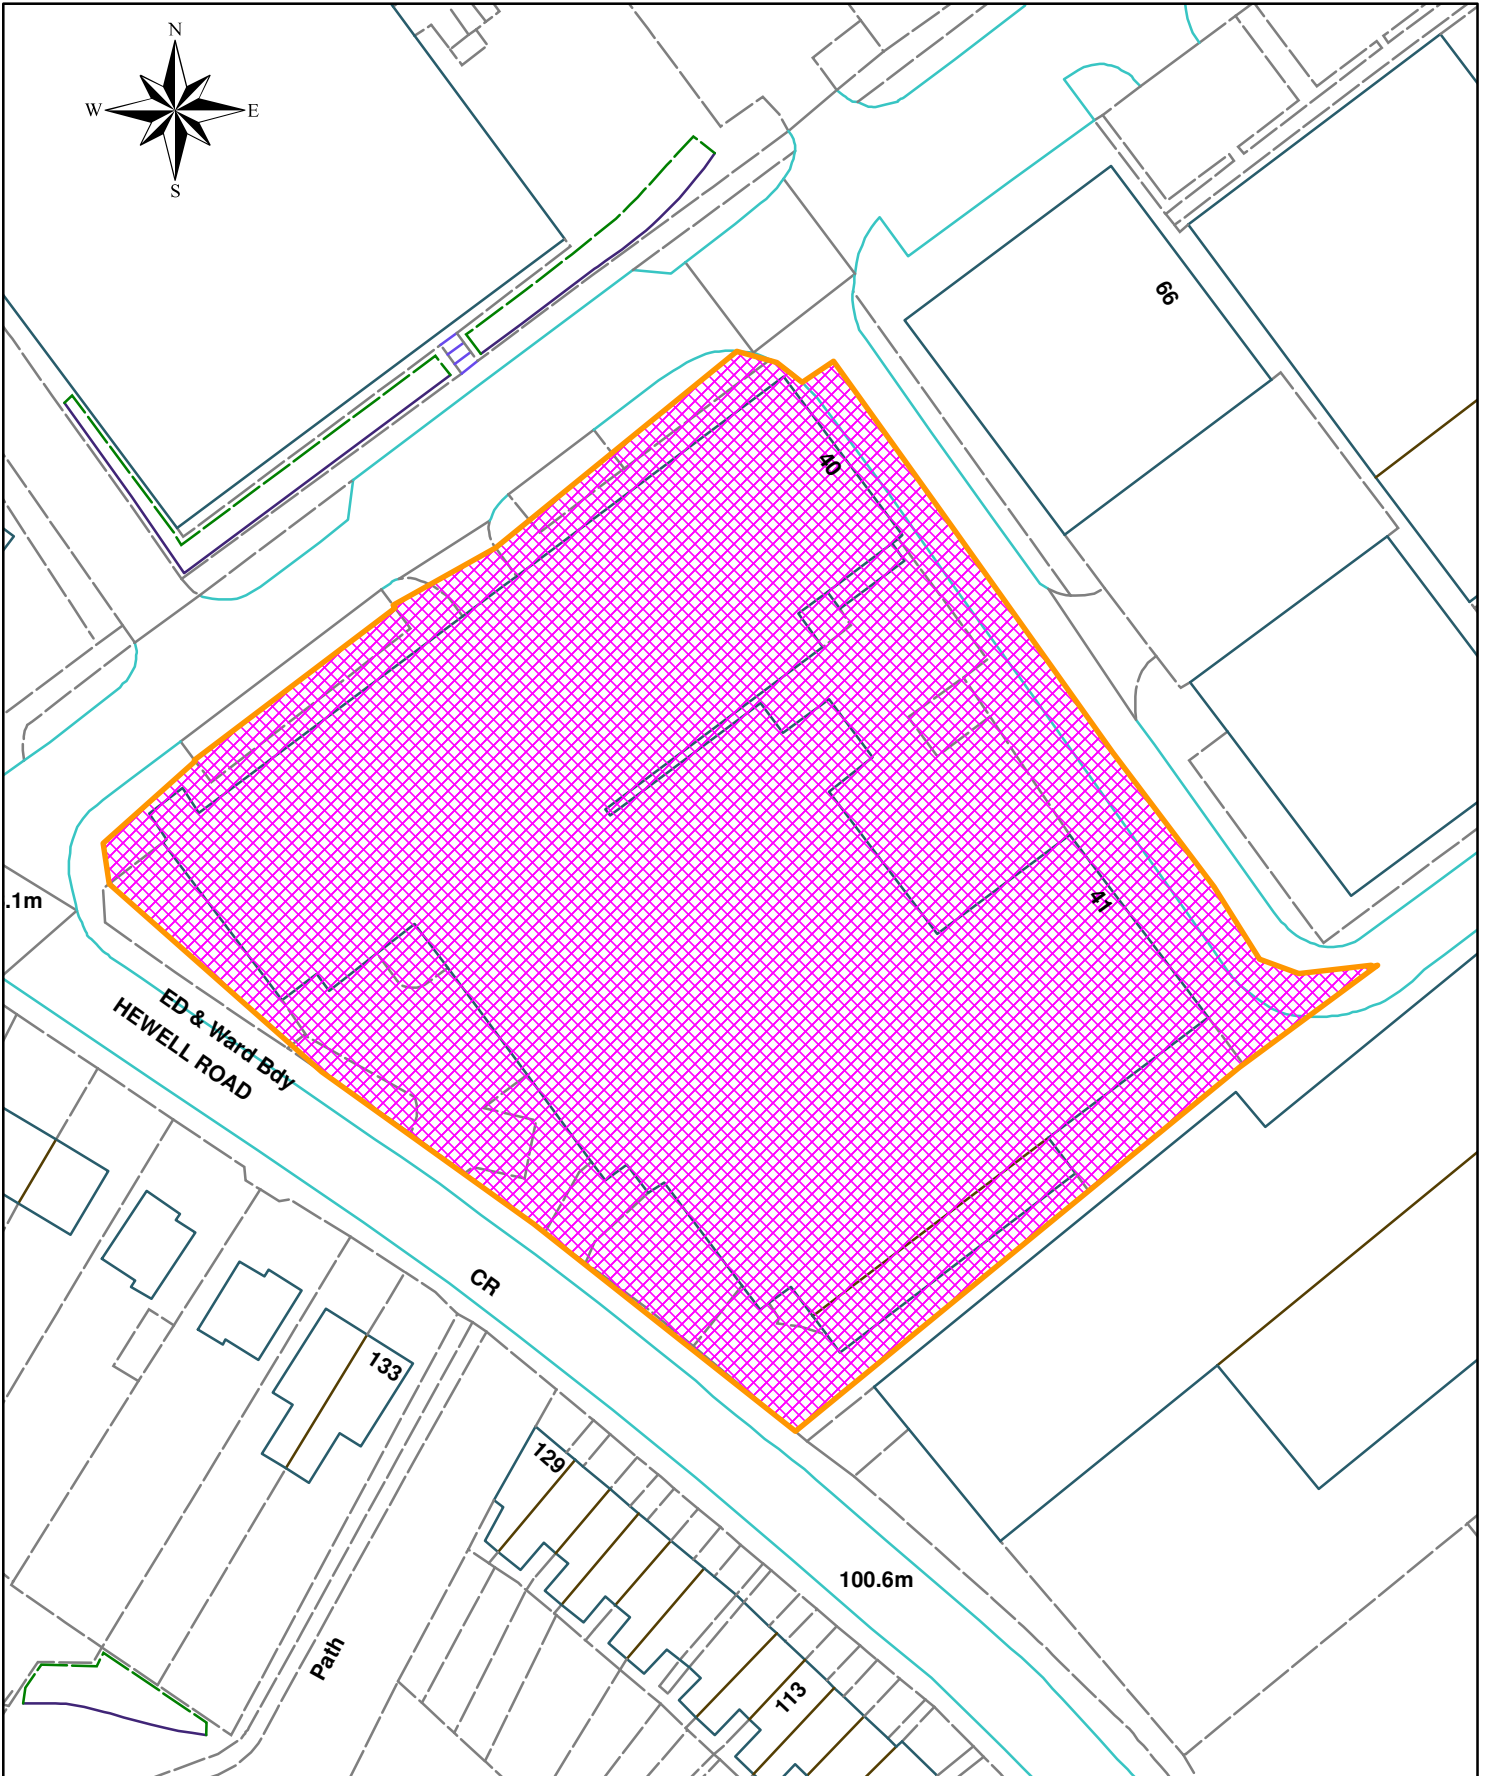 N
W
E
S
66
40
41
.1m
ED & Ward Bdy
HEWELL ROAD
CR
133
129
100.6m
Path
113